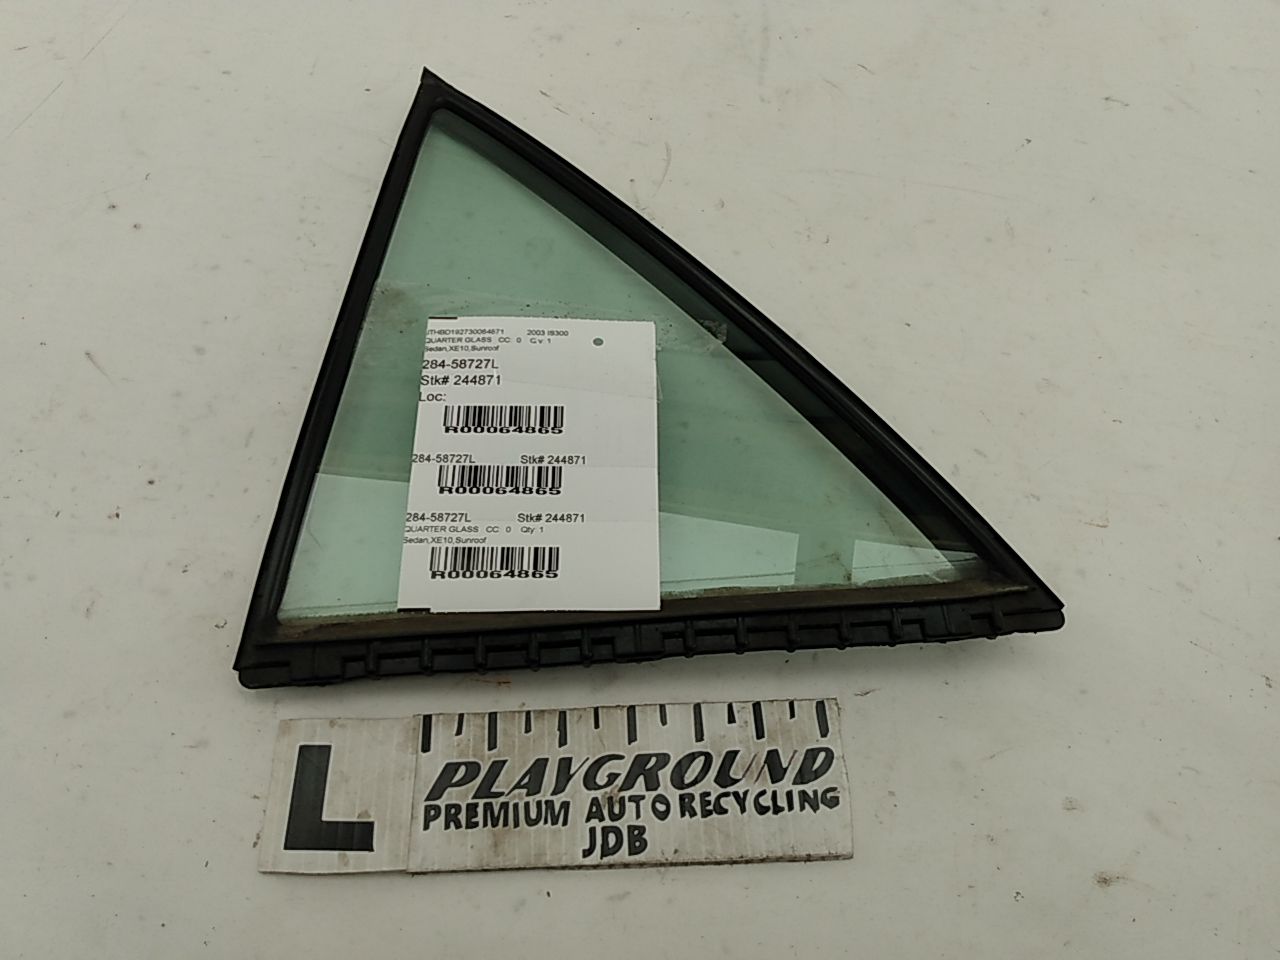 JTHBD192730064871 2003 IS300
QUARTER GLASS CC: 0 G.v: 1
Sedan,XE10,Sunroof
284-58727L
Stk# 244871
Loc:
R00064865
284-58727L Stk# 244871
R00064865
284-58727L Stk# 244871
QUARTER GLASS CC: 0 Qty: 1
Sedan,XE10,Sunroof
R00064865
L
PLAYGROUND
PREMIUM AUTO RECYCLING
JDB